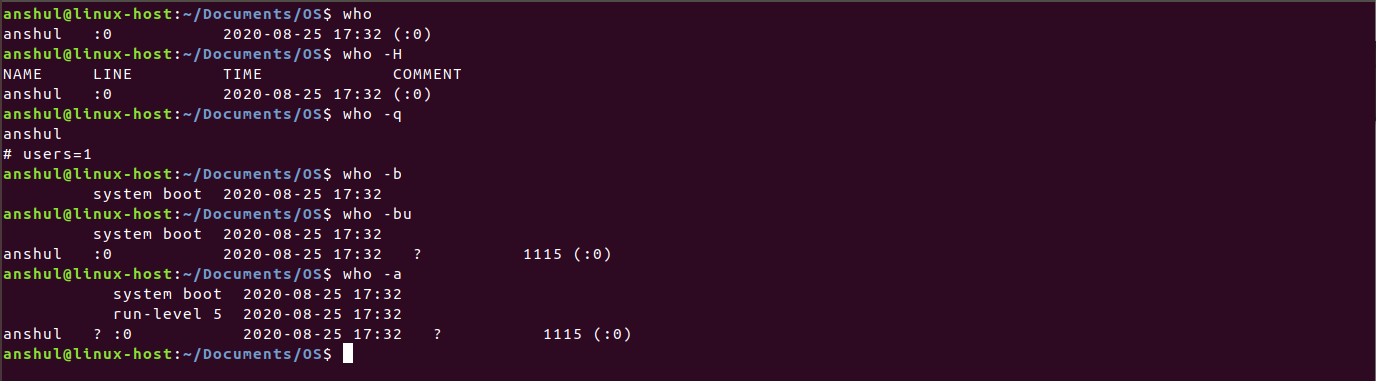 anshul@linux-host:~/Documents/OS$ who
anshul   :0           2020-08-25 17:32 (:0)
anshul@linux-host:~/Documents/OS$ who -H
NAME     LINE         TIME             COMMENT
anshul   :0           2020-08-25 17:32 (:0)
anshul@linux-host:~/Documents/OS$ who -q
anshul
# users=1
anshul@linux-host:~/Documents/OS$ who -b
         system boot  2020-08-25 17:32
anshul@linux-host:~/Documents/OS$ who -bu
         system boot  2020-08-25 17:32
anshul   :0           2020-08-25 17:32   ?          1115 (:0)
anshul@linux-host:~/Documents/OS$ who -a
           system boot  2020-08-25 17:32
           run-level 5  2020-08-25 17:32
anshul   ? :0           2020-08-25 17:32   ?          1115 (:0)
anshul@linux-host:~/Documents/OS$